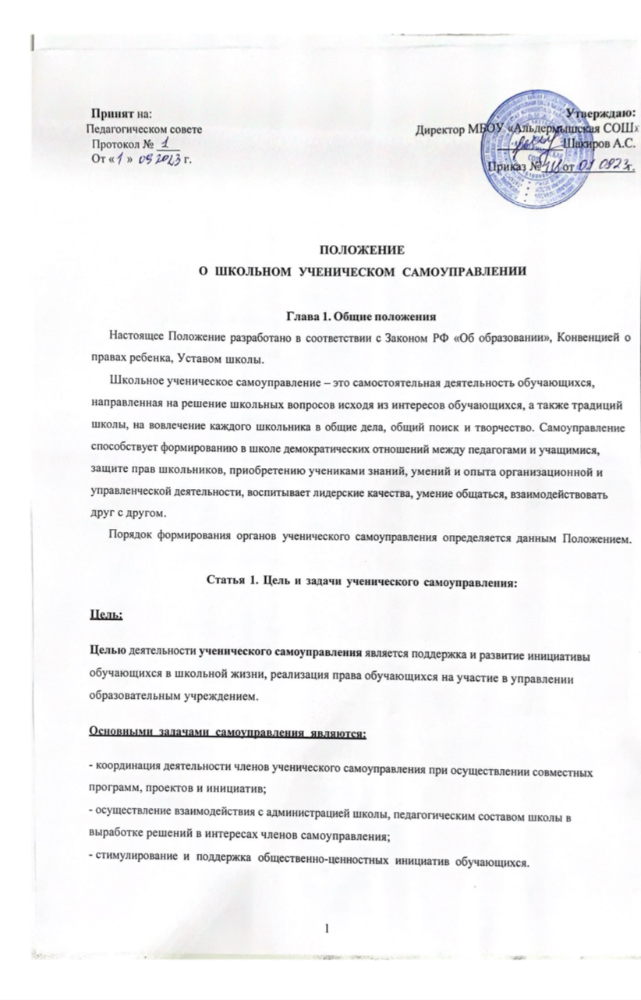 Принят на:
Педагогическом совете
Протокол № 1
От «1» 09 2023 г.
Утверждаю:
Директор МБОУ «Альдермышская СОШ»
Шакиров А.С.
Приказ № от 01 0923г.
ПОЛОЖЕНИЕ
О ШКОЛЬНОМ УЧЕНИЧЕСКОМ САМОУПРАВЛЕНИИ
Глава 1. Общие положения
Настоящее Положение разработано в соответствии с Законом РФ «Об образовании», Конвенцией о
правах ребенка, Уставом школы.
Школьное ученическое самоуправление – это самостоятельная деятельность обучающихся,
направленная на решение школьных вопросов исходя из интересов обучающихся, а также традиций
школы, на вовлечение каждого школьника в общие дела, общий поиск и творчество. Самоуправление
способствует формированию в школе демократических отношений между педагогами и учащимися,
защите прав школьников, приобретению учениками знаний, умений и опыта организационной и
управленческой деятельности, воспитывает лидерские качества, умение общаться, взаимодействовать
друг с другом.
Порядок формирования органов ученического самоуправления определяется данным Положением.
Статья 1. Цель и задачи ученического самоуправления:
Цель:
Целью деятельности ученического самоуправления является поддержка и развитие инициативы
обучающихся в школьной жизни, реализация права обучающихся на участие в управлении
образовательным учреждением.
Основными задачами самоуправления являются:
- координация деятельности членов ученического самоуправления при осуществлении совместных
программ, проектов и инициатив;
- осуществление взаимодействия с администрацией школы, педагогическим составом школы в
выработке решений в интересах членов самоуправления;
- стимулирование и поддержка общественно-ценностных инициатив обучающихся.
1